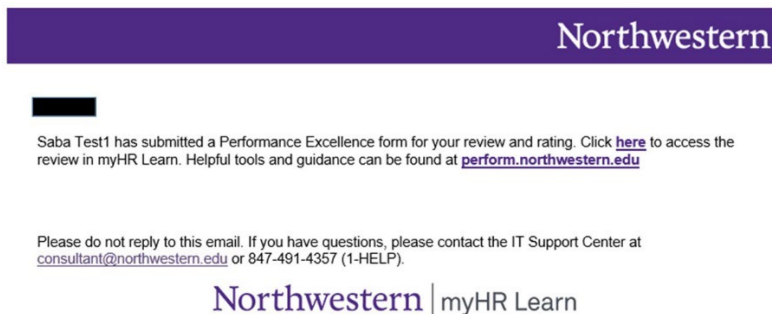 Northwestern
Saba Test1 has submitted a Performance Excellence form for your review and rating. Click here to access the
review in myHR Learn. Helpful tools and guidance can be found at perform.northwestern.edu
Please do not reply to this email. If you have questions, please contact the IT Support Center at
consultant@northwestern.edu or 847-491-4357 (1-HELP).
Northwestern | myHR Learn